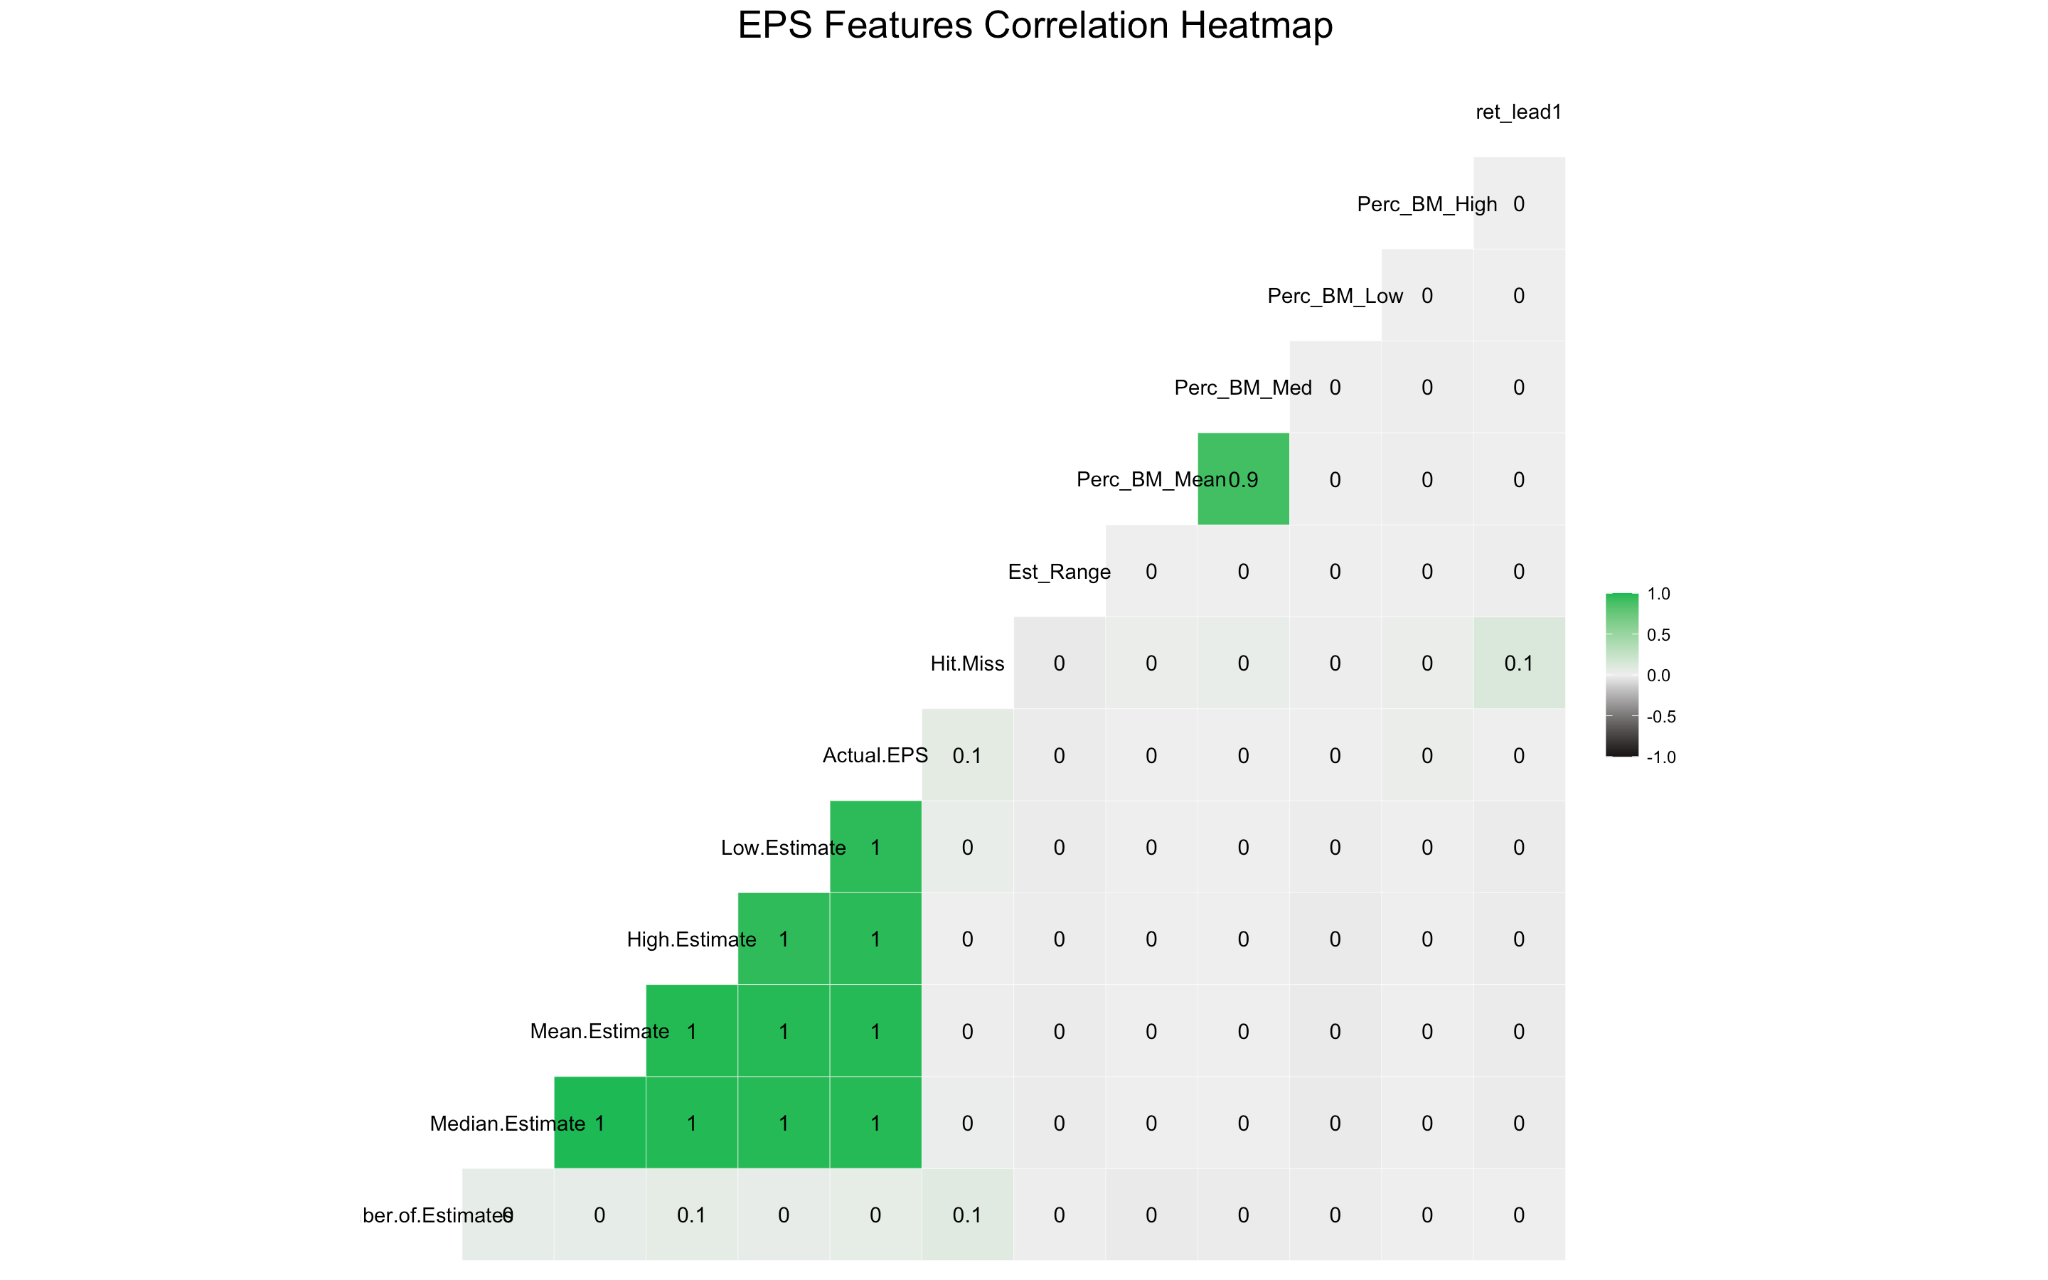 EPS Features Correlation Heatmap
ret_lead1
Perc_BM_High 0
Perc_BM_Low 0 0
Perc_BM_Med 0 0 0
Perc_BM_Mean 0.9 0 0 0
Est_Range 0 0 0 0 0
Hit.Miss 0 0 0 0 0 0.1
Actual.EPS 0.1 0 0 0 0 0 0
Low.Estimate 1 0 0 0 0 0 0 0
High.Estimate 1 1 0 0 0 0 0 0 0
Mean.Estimate 1 1 1 0 0 0 0 0 0 0
Median.Estimate 1 1 1 1 0 0 0 0 0 0 0
ber.of.Estimates 0 0 0.1 0 0 0.1 0 0 0 0 0 0
1.0
0.5
0.0
-0.5
-1.0